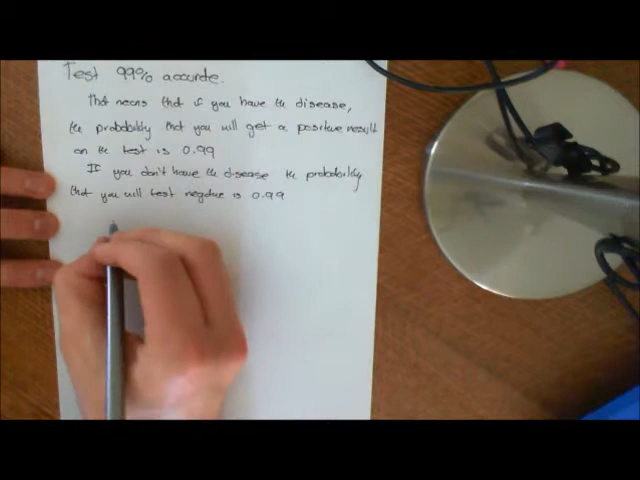 Test 99% accurate.
That means that if you have the disease,
the probability that you will get a positive result
on the test is 0.99
If you don't have the disease the probability
that you will test negative is 0.99